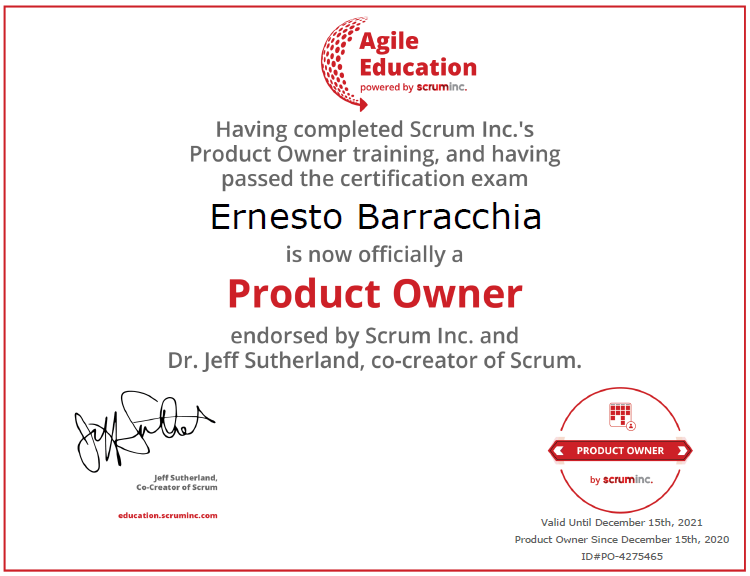 Agile
Education
powered by scruminc.
Having completed Scrum Inc.'s
Product Owner training, and having
passed the certification exam
Ernesto Barracchia
is now officially a
Product Owner
endorsed by Scrum Inc. and
Dr. Jeff Sutherland, co-creator of Scrum.
Jeff Sutherland
Jeff Sutherland,
Co-Creator of Scrum
education.scruminc.com
PRODUCT OWNER
by scruminc.
Valid Until December 15th, 2021
Product Owner Since December 15th, 2020
ID#PO-4275465